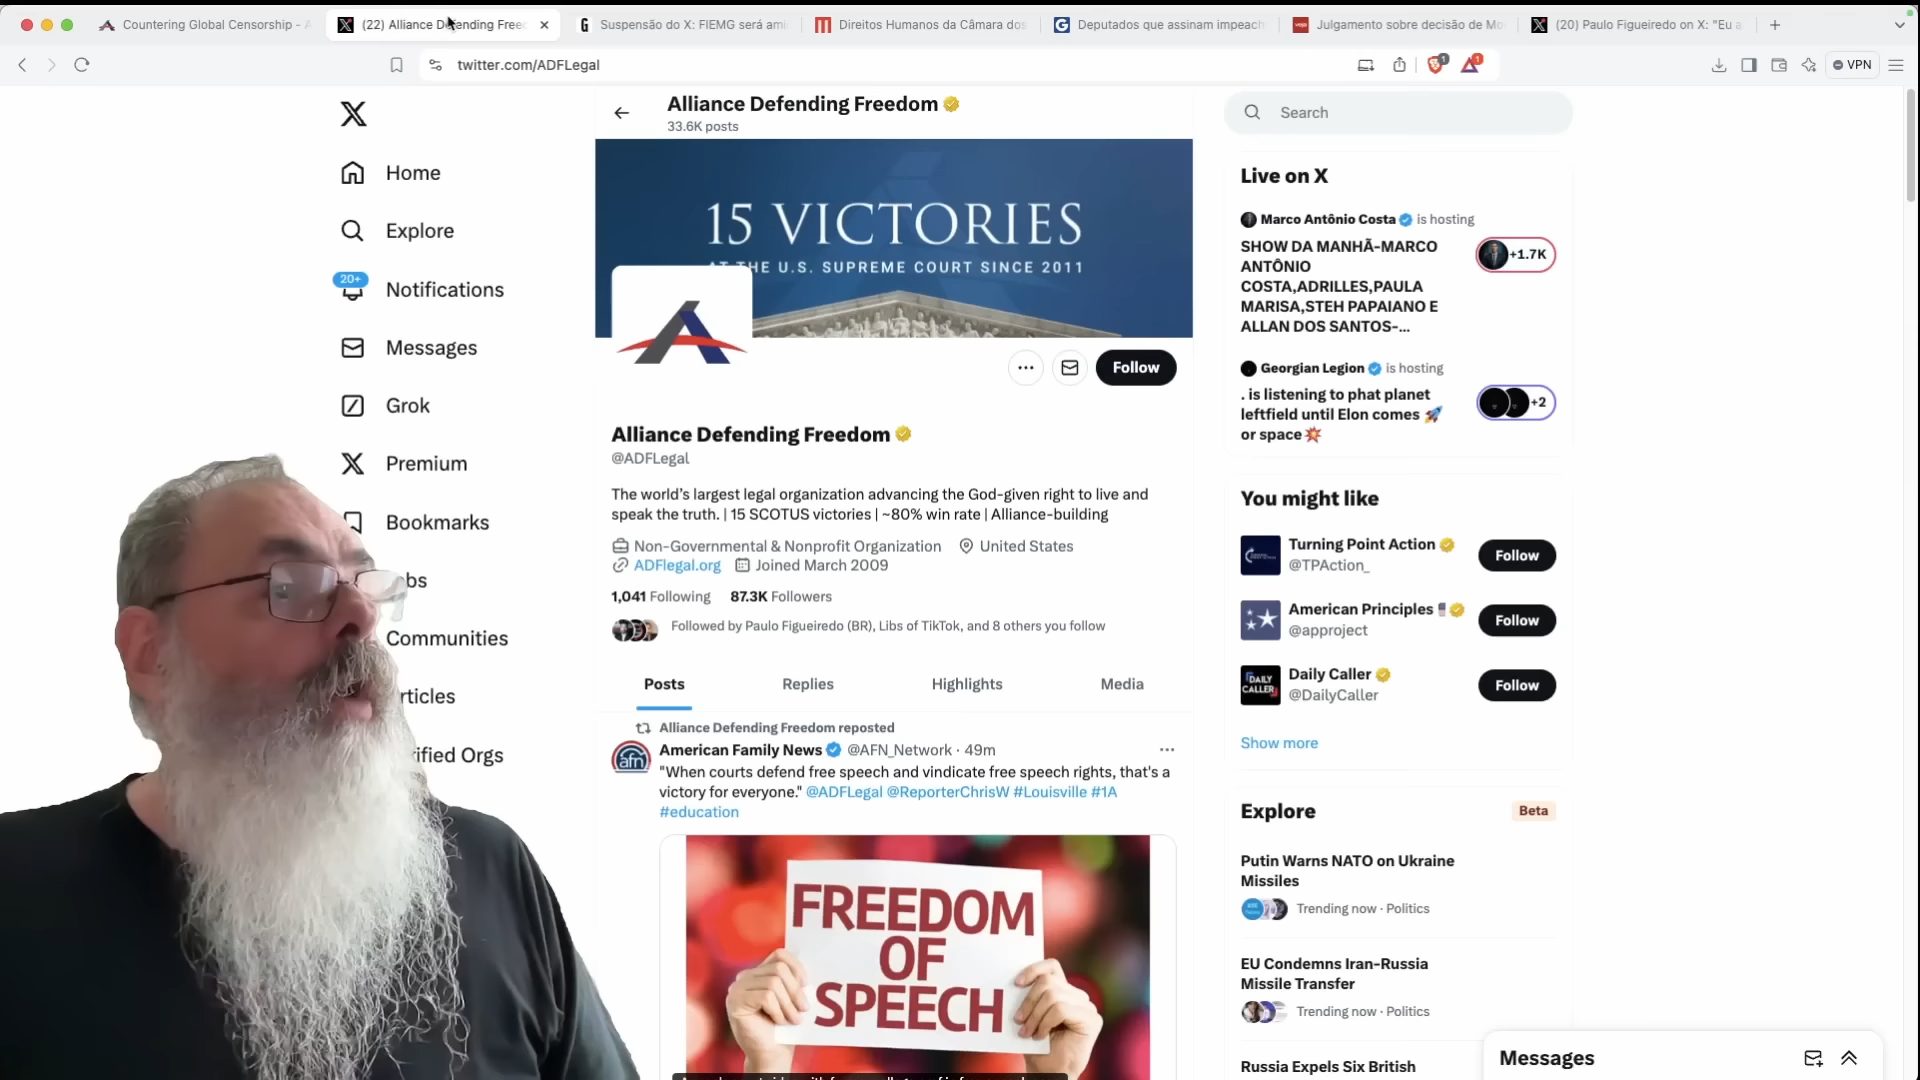 Countering Global Censorship - A
(22) Alliance Defending Freed
Suspensão do X: FIEMG será ami
Direitos Humanos da Câmara dos
Deputados que assinam impeach
Julgamento sobre decisão de Mo
(20) Paulo Figueiredo on X: "Eu a
twitter.com/ADFLegal
1
1
VPN
Home
Explore
20+
Notifications
Messages
Grok
Premium
Bookmarks
obs
Communities
rticles
ified Orgs
Alliance Defending Freedom
33.6K posts
15 VICTORIES
AT THE U.S. SUPREME COURT SINCE 2011
Follow
Alliance Defending Freedom
@ADFLegal
The world's largest legal organization advancing the God-given right to live and
speak the truth. | 15 SCOTUS victories | ~80% win rate | Alliance-building
Non-Governmental & Nonprofit Organization United States
ADFlegal.org Joined March 2009
1,041 Following 87.3K Followers
Followed by Paulo Figueiredo (BR), Libs of TikTok, and 8 others you follow
Posts Replies Highlights Media
Alliance Defending Freedom reposted
American Family News @AFN_Network · 49m
"When courts defend free speech and vindicate free speech rights, that's a
victory for everyone." @ADFLegal @ReporterChrisW #Louisville #1A
#education
afn
FREEDOM
OF
SPEECH
Search
Live on X
Marco Antônio Costa is hosting
SHOW DA MANHÃ-MARCO
ANTÔNIO
COSTA,ADRILLES,PAULA
MARISA,STEH PAPAIANO E
ALLAN DOS SANTOS-...
+1.7K
Georgian Legion is hosting
. is listening to phat planet
leftfield until Elon comes 🚀
or space💥
+2
You might like
Turning Point Action
@TPAction_
Follow
American Principles
@approject
Follow
DAILY
CALLER
Daily Caller
@DailyCaller
Follow
Show more
Explore
Beta
Putin Warns NATO on Ukraine
Missiles
Trending now · Politics
EU Condemns Iran-Russia
Missile Transfer
Trending now · Politics
Russia Expels Six British
Messages